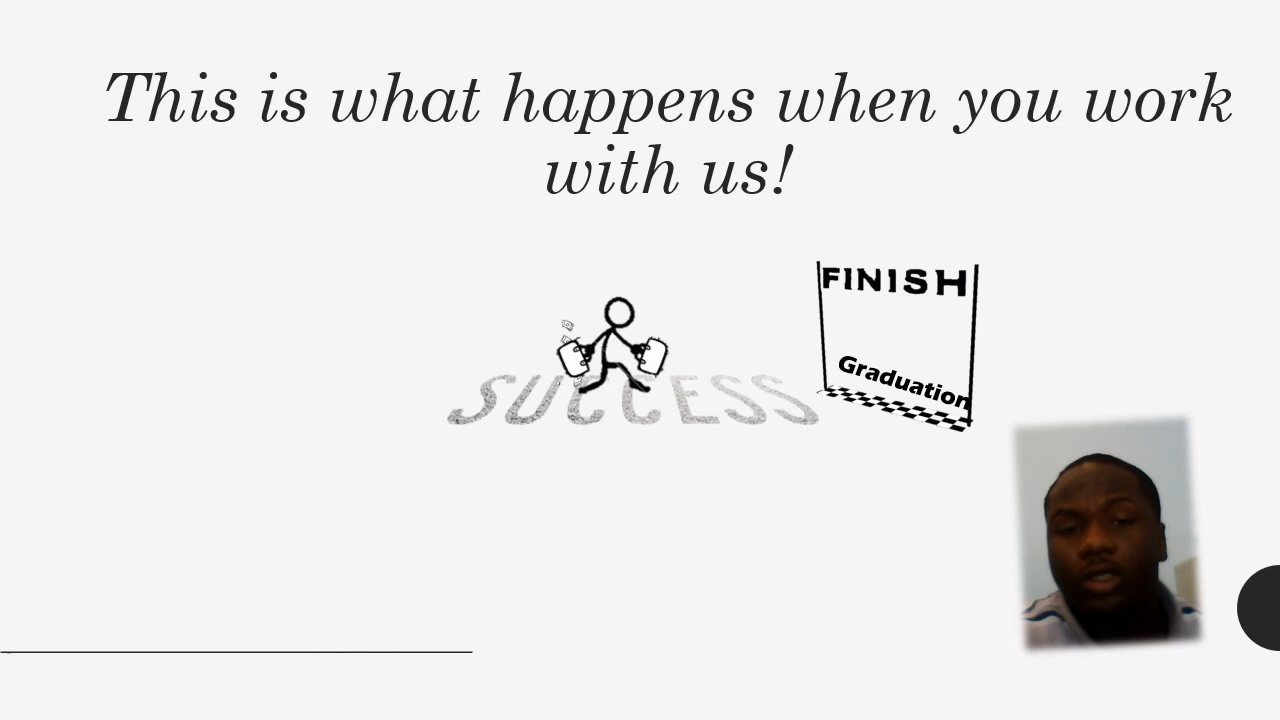 This is what happens when you work
with us!
FINISH
SUCCESS
Graduation